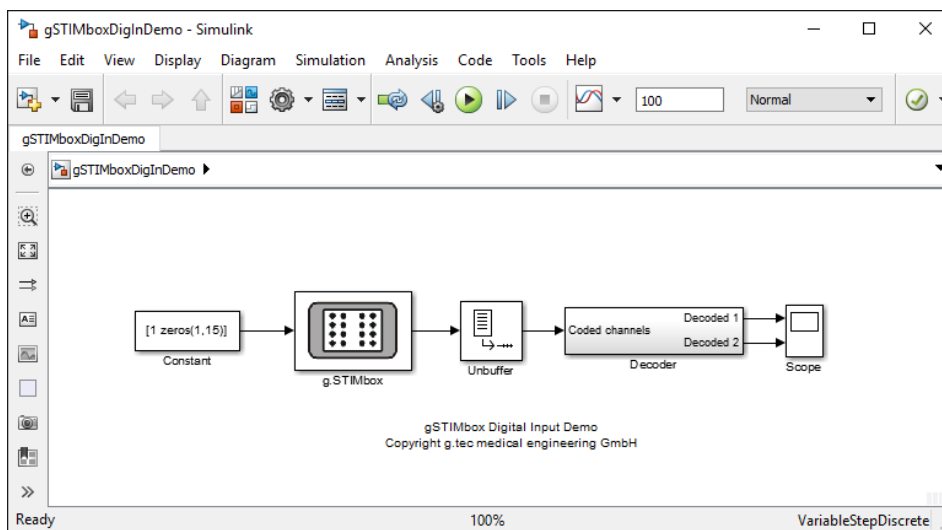 gSTIMboxDigInDemo - Simulink
File Edit View Display Diagram Simulation Analysis Code Tools Help
100 Normal
gSTIMboxDigInDemo
gSTIMboxDigInDemo
[1 zeros(1,15)]
Constant
g.STIMbox
Unbuffer
Coded channels
Decoded 1
Decoded 2
Decoder
Scope
gSTIMbox Digital Input Demo
Copyright g.tec medical engineering GmbH
Ready 100% VariableStepDiscrete